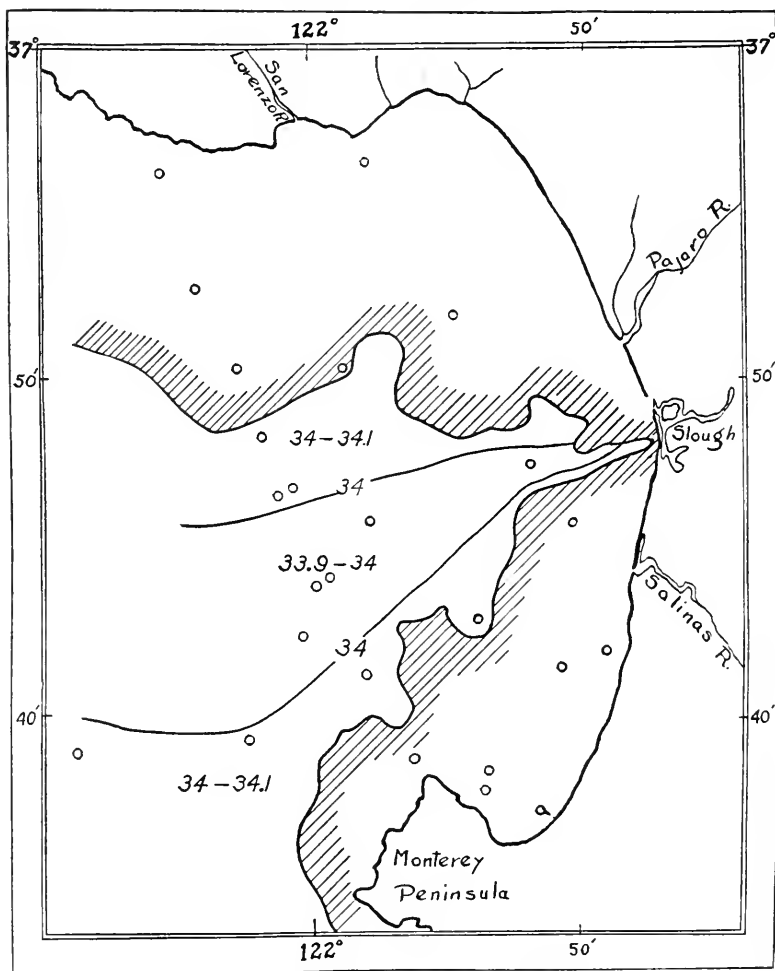 122° 50'
37° 37°
San
Lorenzo R.
Pajaro R.
50' 50'
Slough
34-34.1
34
33.9-34
Salinas R.
34
40' 40'
34-34.1
Monterey
Peninsula
122° 50'